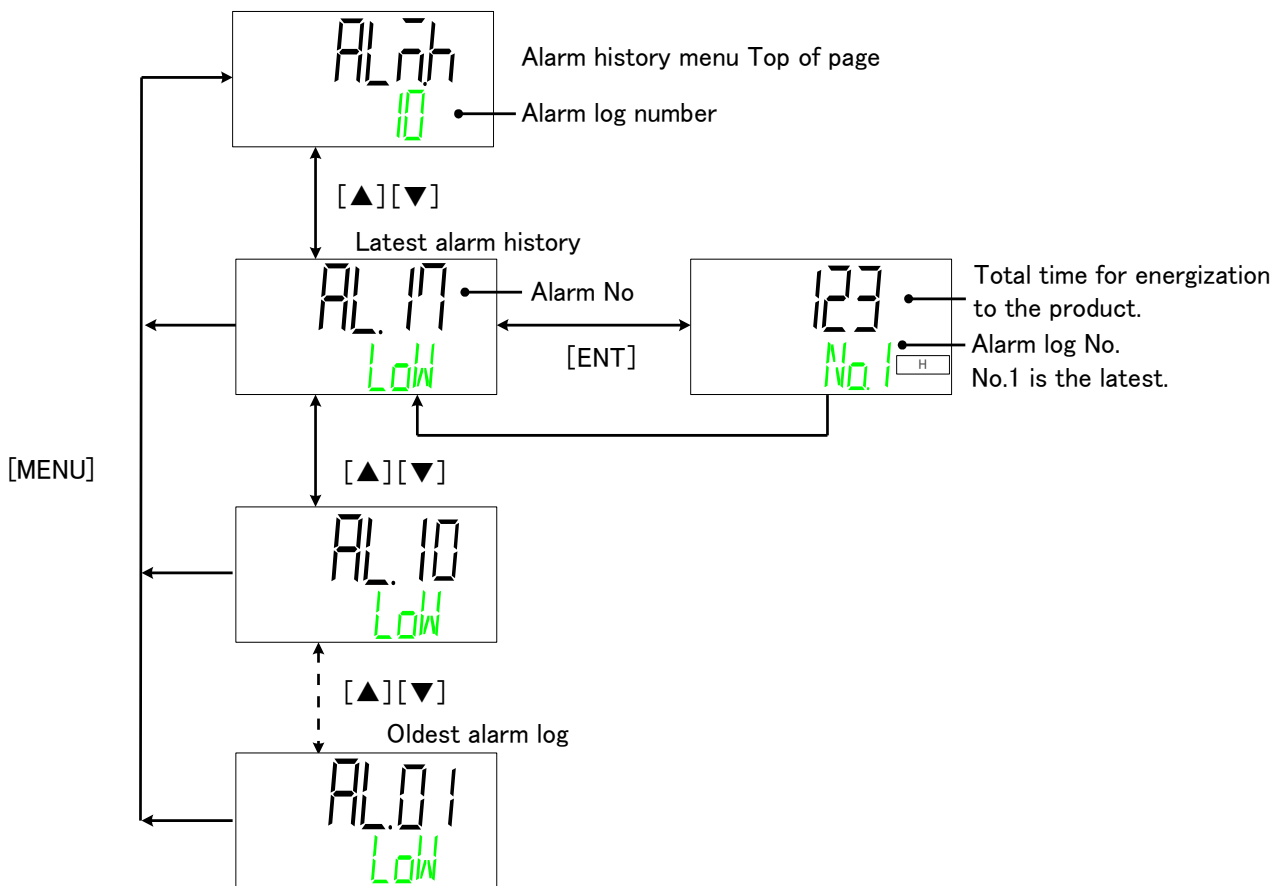 ALm.h
Alarm history menu Top of page
10
Alarm log number
[▲][▼]
Latest alarm history
AL.17
Alarm No
LoW
[ENT]
123
Total time for energization
to the product.
No.1
H
Alarm log No.
No.1 is the latest.
[MENU]
[▲][▼]
AL.10
LoW
[▲][▼]
Oldest alarm log
AL.01
LoW